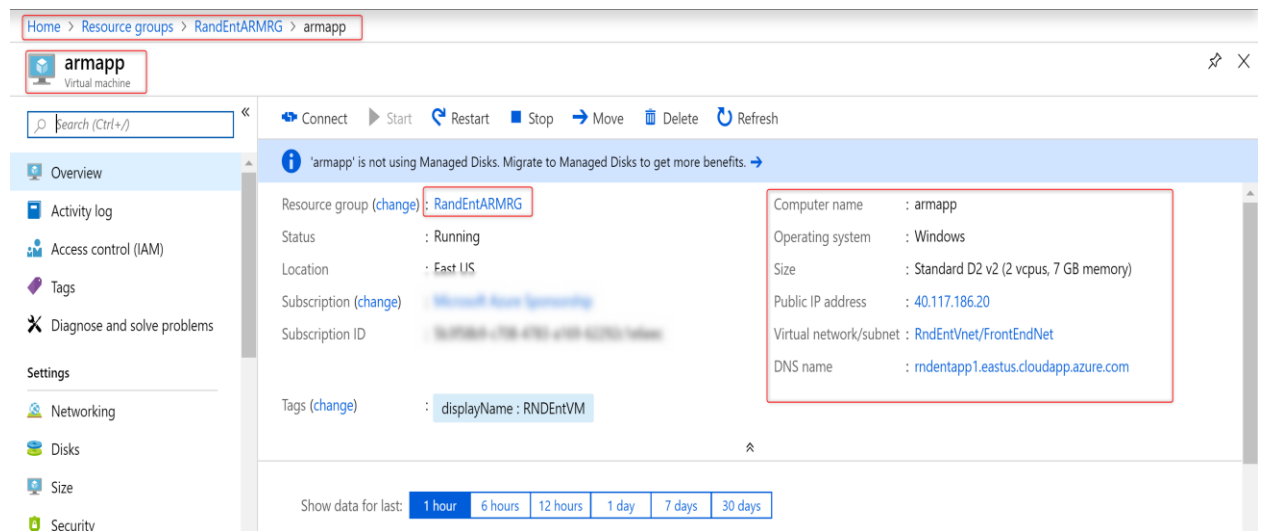 Home > Resource groups > RandEntARMRG > armapp
armapp
Virtual machine
Search (Ctrl+/)
«
Connect Start Restart Stop Move Delete Refresh
'armapp' is not using Managed Disks. Migrate to Managed Disks to get more benefits. →
Overview
Activity log
Access control (IAM)
Tags
Diagnose and solve problems
Settings
Networking
Disks
Size
Security
Resource group (change) : RandEntARMRG
Status : Running
Location : East US
Subscription (change) :
Subscription ID :
Tags (change) : displayName : RNDEntVM
Computer name : armapp
Operating system : Windows
Size : Standard D2 v2 (2 vcpus, 7 GB memory)
Public IP address : 40.117.186.20
Virtual network/subnet : RndEntVnet/FrontEndNet
DNS name : rndentapp1.eastus.cloudapp.azure.com
Show data for last: 1 hour 6 hours 12 hours 1 day 7 days 30 days